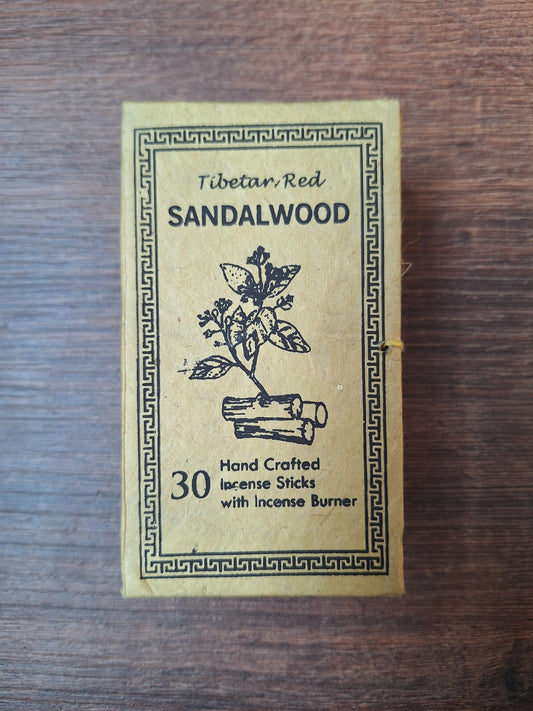 Tibetan Red
SANDALWOOD
30
Hand Crafted
Incense Sticks
with Incense Burner